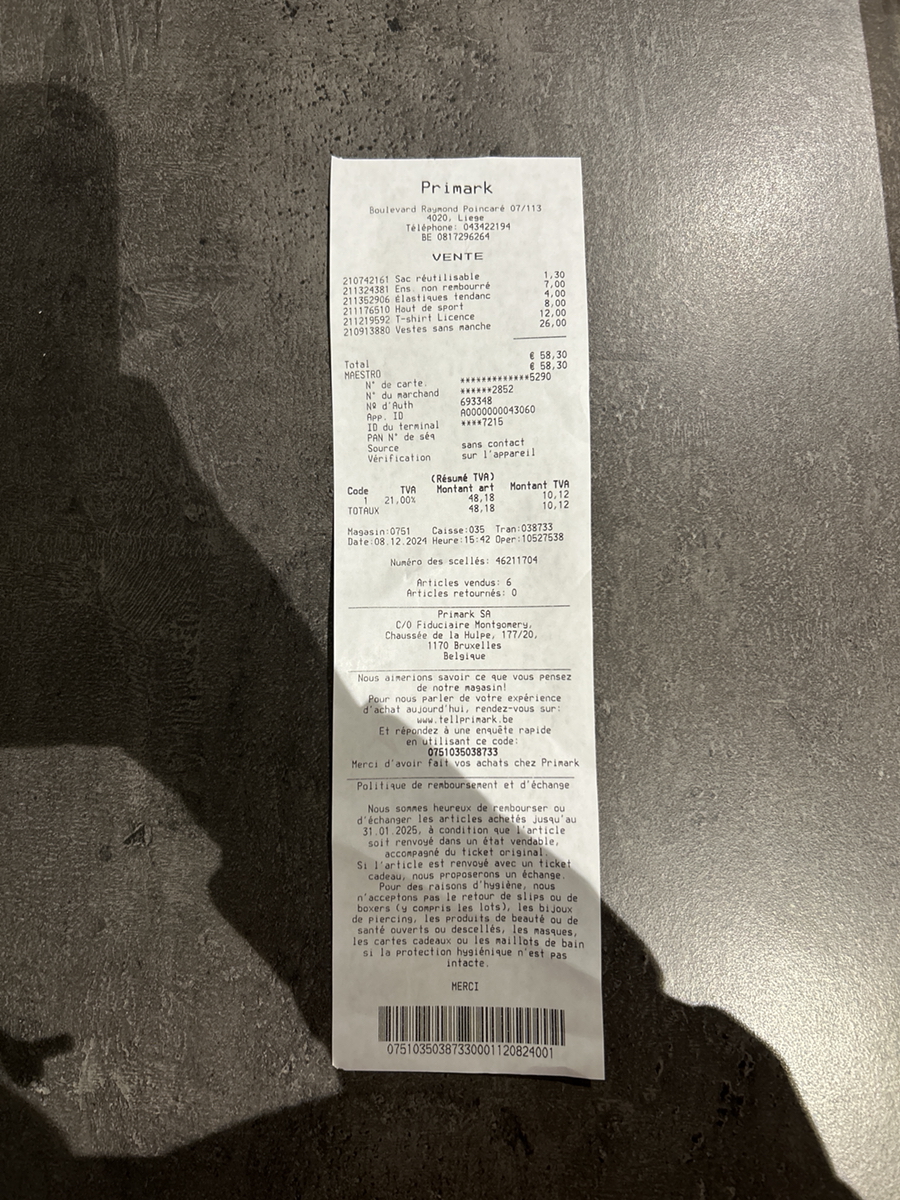 Primark
Boulevard Raymond Poincaré 07/113
4020, Liege
Téléphone: 043422194
BE 0817296264
VENTE
210742161 Sac réutilisable 1,30
211324381 Ens. non rembourré 7,00
211352906 Élastiques tendanc 4,00
211176510 Haut de sport 8,00
211219592 T-shirt Licence 12,00
210913880 Vestes sans manche 26,00
Total € 58,30
MAESTRO € 58,30
N° de carte. *************5290
N° du marchand ******2852
Nº d'Auth 693348
App. ID A0000000043060
ID du terminal ****7215
PAN N° de séq
Source sans contact
Vérification sur l'appareil
(Résumé TVA)
Code TVA Montant art Montant TVA
1 21,00% 48,18 10,12
TOTAUX 48,18 10,12
Magasin:0751 Caisse:035 Tran:038733
Date:08.12.2024 Heure:15:42 Oper:10527538
Numéro des scellés: 46211704
Articles vendus: 6
Articles retournés: 0
Primark SA
C/O Fiduciaire Montgomery,
Chaussée de la Hulpe, 177/20,
1170 Bruxelles
Belgique
Nous aimerions savoir ce que vous pensez
de notre magasin!
Pour nous parler de votre expérience
d'achat aujourd'hui, rendez-vous sur:
www.tellprimark.be
Et répondez à une enquête rapide
en utilisant ce code:
0751035038733
Merci d'avoir fait vos achats chez Primark
Politique de remboursement et d'échange
Nous sommes heureux de rembourser ou
d'échanger les articles achetés jusqu'au
31.01.2025, à condition que l'article
soit renvoyé dans un état vendable,
accompagné du ticket original.
Si l'article est renvoyé avec un ticket
cadeau, nous proposerons un échange.
Pour des raisons d'hygiène, nous
n'acceptons pas le retour de slips ou de
boxers (y compris les lots), les bijoux
de piercing, les produits de beauté ou de
santé ouverts ou descellés, les masques,
les cartes cadeaux ou les maillots de bain
si la protection hygiénique n'est pas
intacte.
MERCI
07510350387330001120824001